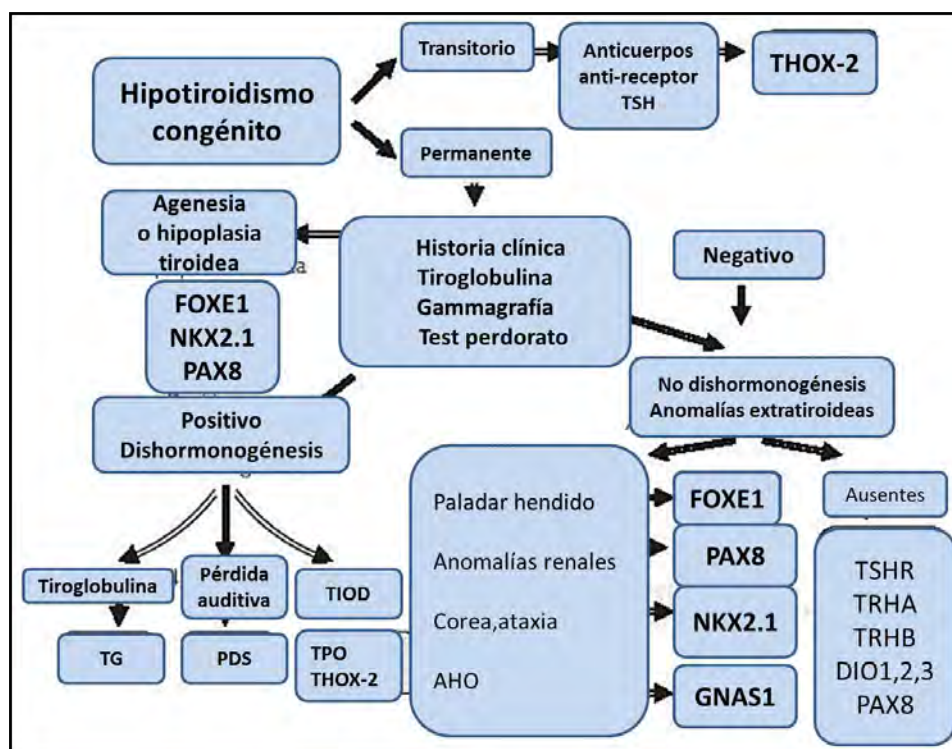 Hipotiroidismo
congénito
Transitorio
Anticuerpos
anti-receptor
TSH
THOX-2
Permanente
Agenesia
o hipoplasia
tiroidea
FOXE1
NKX2.1
PAX8
Historia clínica
Tiroglobulina
Gammagrafía
Test perdorato
Negativo
Positivo
Dishormonogénesis
No dishormonogénesis
Anomalías extratiroideas
Tiroglobulina
TG
Pérdida
auditiva
PDS
TIOD
TPO
THOX-2
Paladar hendido
Anomalías renales
Corea,ataxia
AHO
FOXE1
PAX8
NKX2.1
GNAS1
Ausentes
TSHR
TRHA
TRHB
DIO1,2,3
PAX8